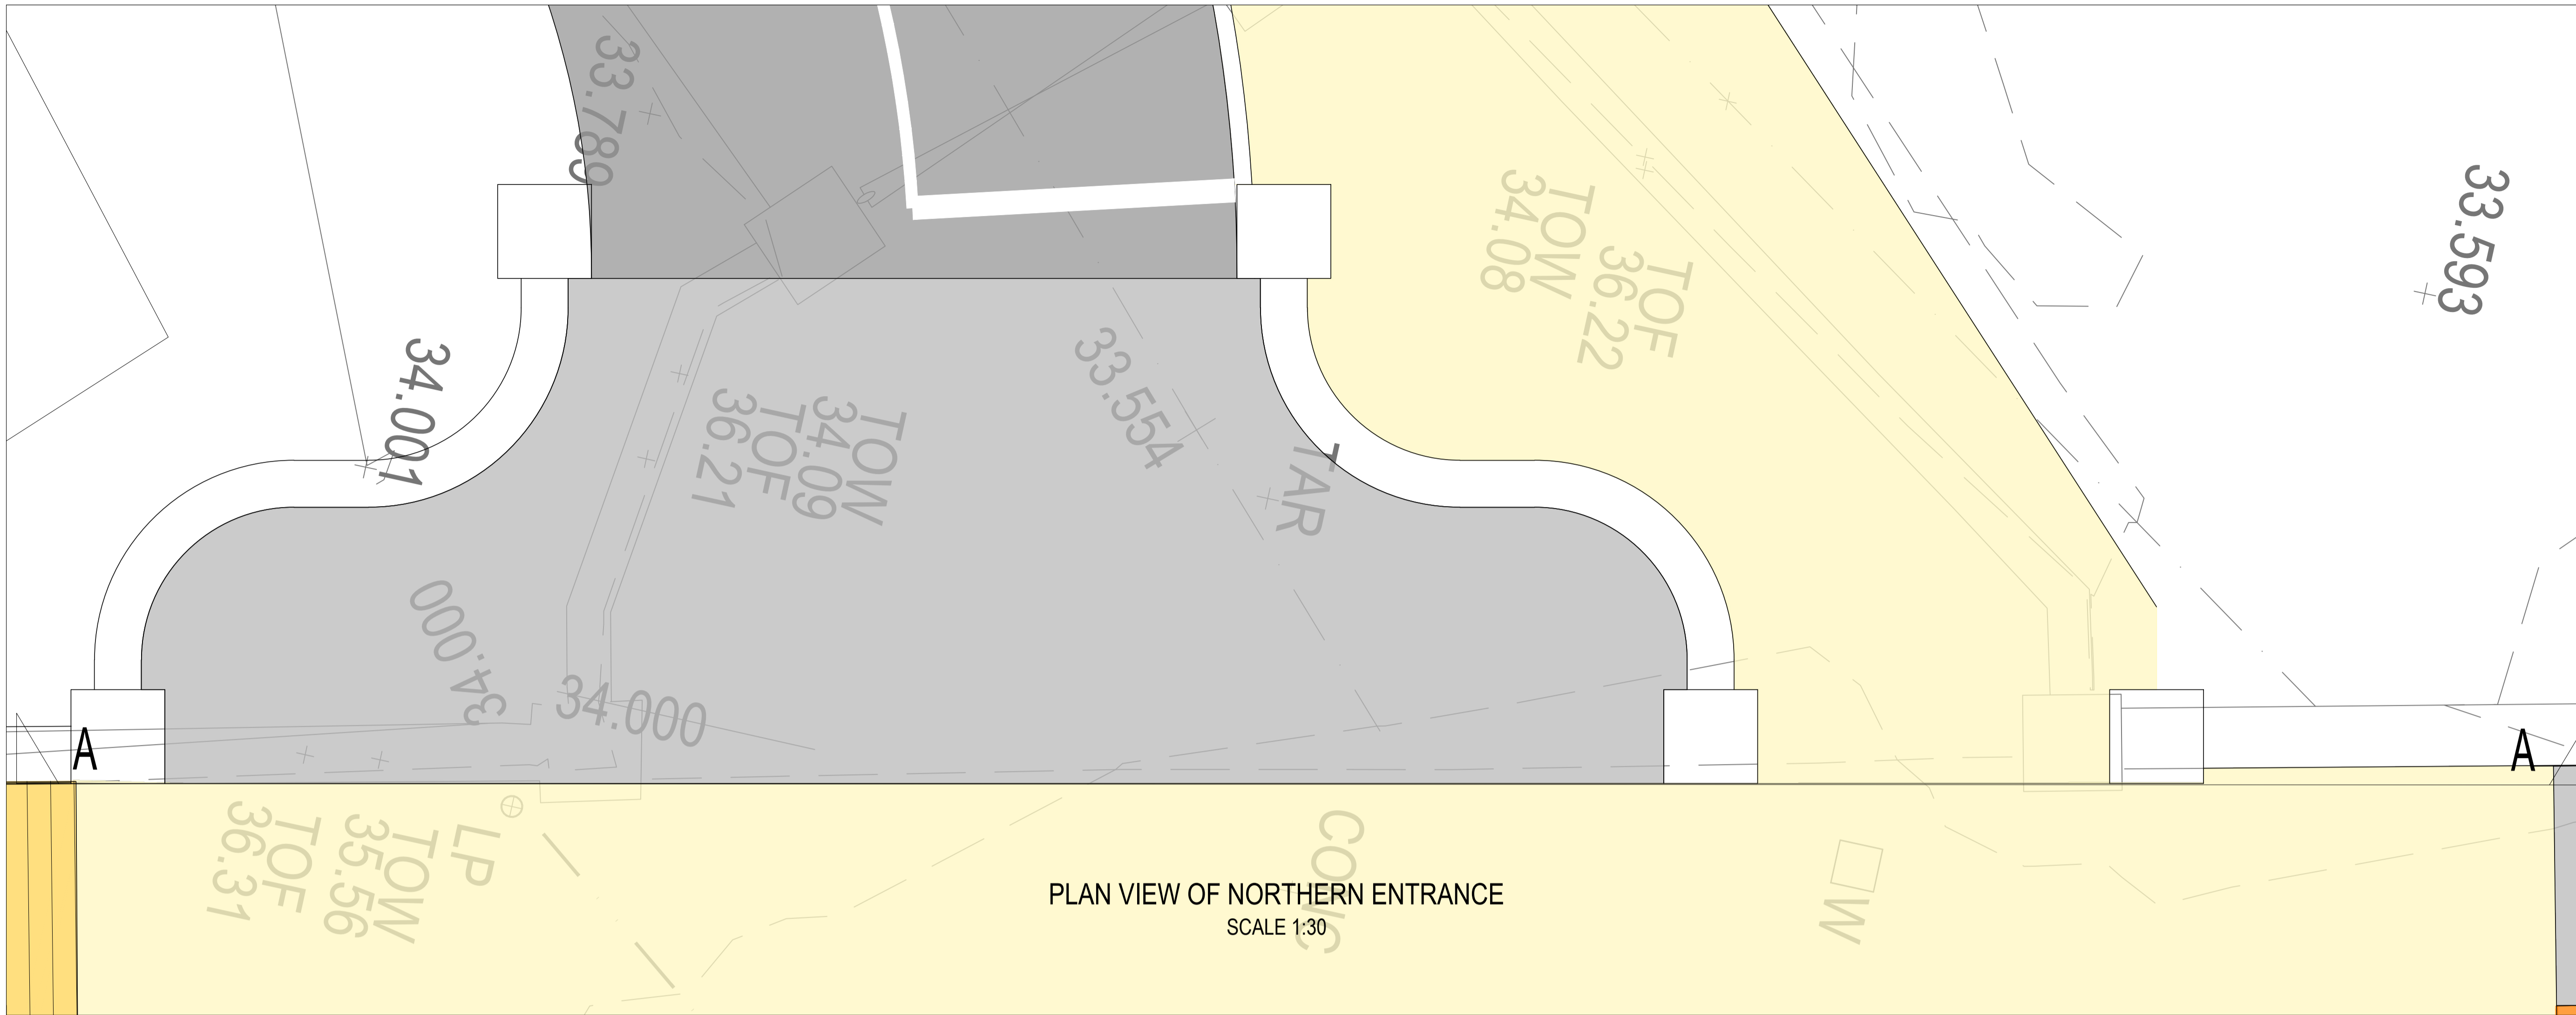 33.789
33.593
TOW
34.08
TOF
36.22
34.001
33.554
TOW
34.09
TOF
36.21
TAR
34.000
34.000
A
A
LP
TOW
35.56
TOF
36.31
CONC
W
PLAN VIEW OF NORTHERN ENTRANCE
SCALE 1:30